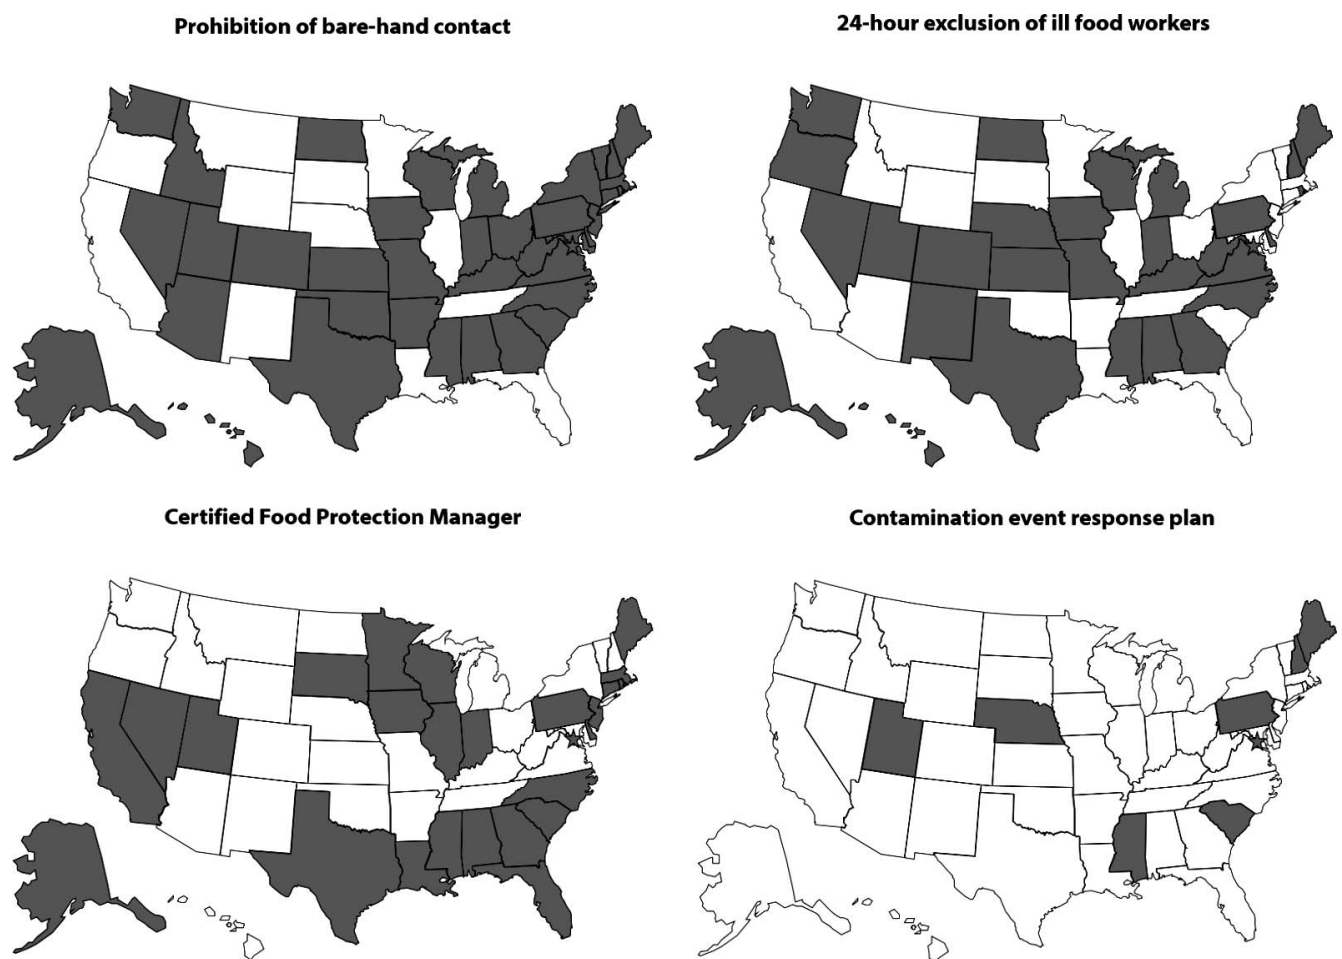 Prohibition of bare-hand contact
24-hour exclusion of ill food workers
Certified Food Protection Manager
Contamination event response plan